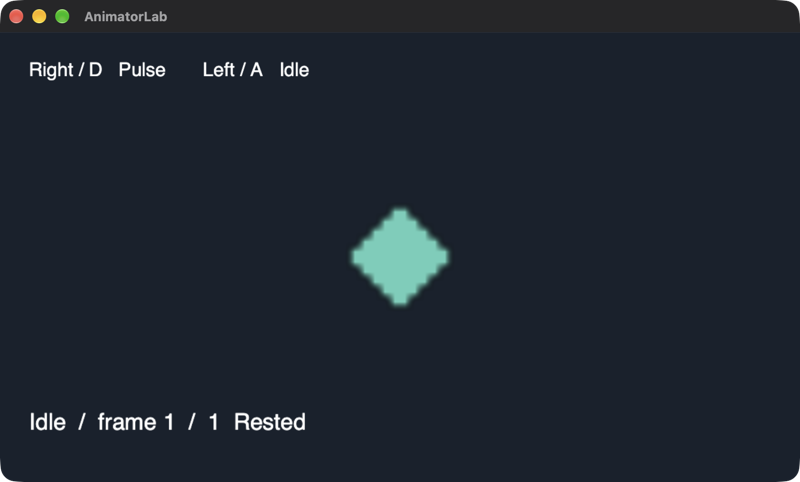 AnimatorLab
Right / D Pulse Left / A Idle
Idle / frame 1 / 1 Rested